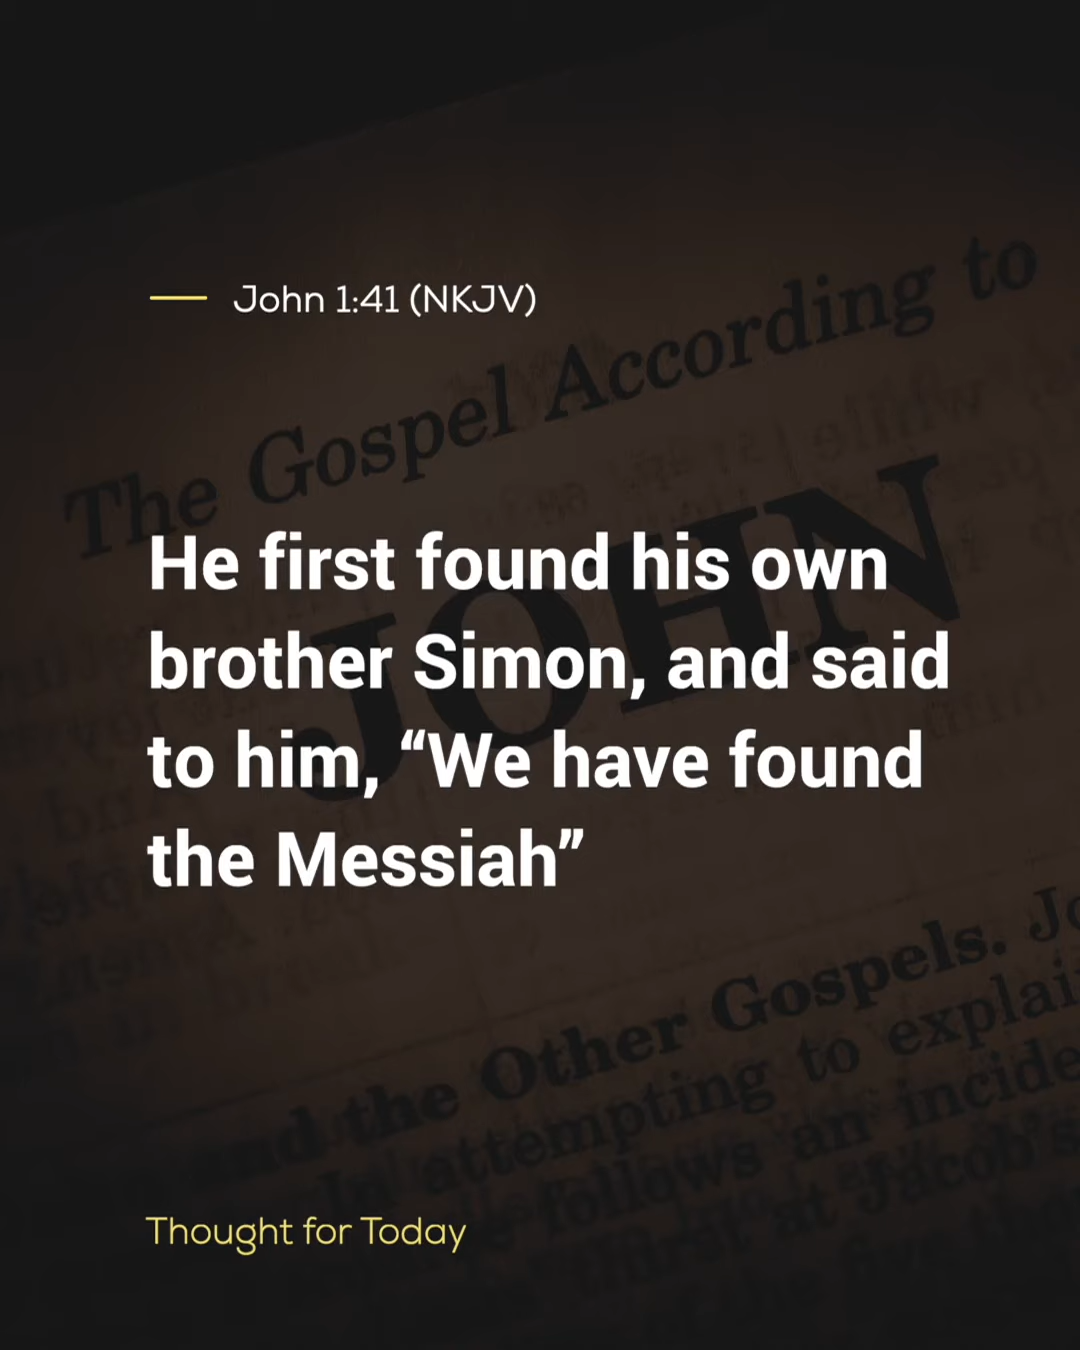 John 1:41 (NKJV)
The Gospel According to
JOHN
He first found his own
brother Simon, and said
to him, “We have found
the Messiah”
and the Other Gospels. Jo
attempting to explai
follows an incide
at Jacob's
Thought for Today